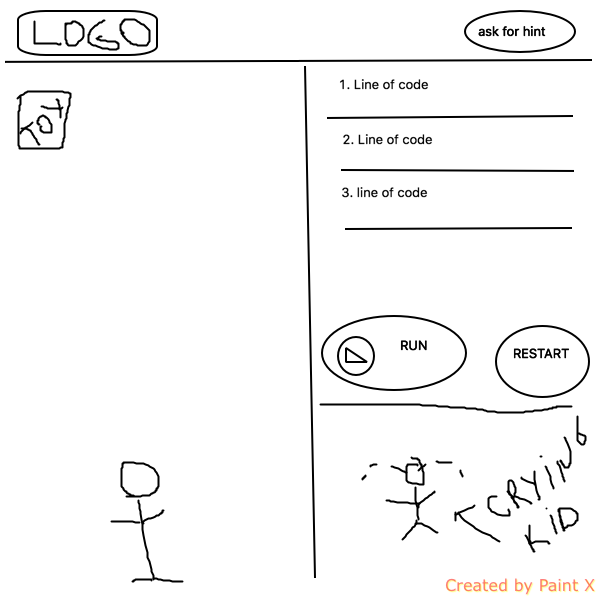 LOGO
ask for hint
1. Line of code
2. Line of code
3. line of code
RUN
RESTART
CRYING
KID
Created by Paint X